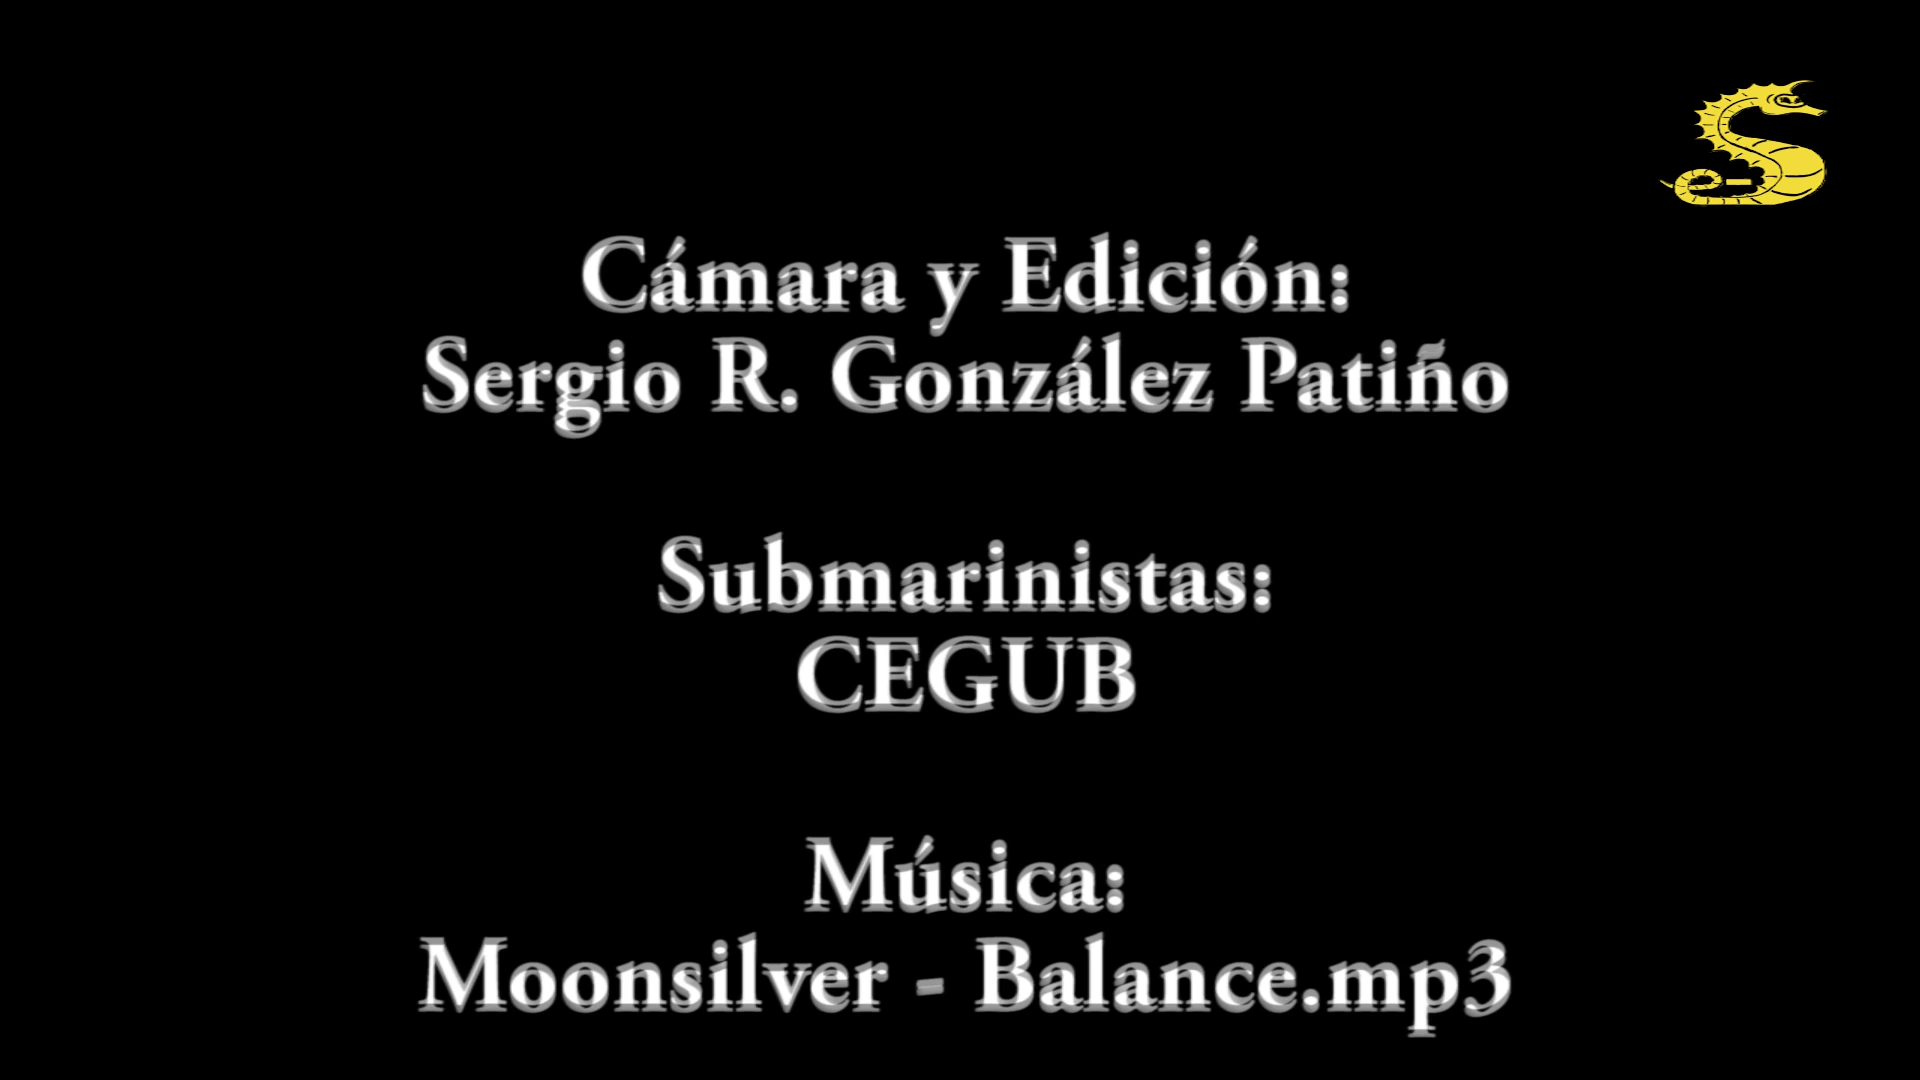 Cámara y Edición:
Sergio R. González Patiño
Submarinistas:
CEGUB
Música:
Moonsilver - Balance.mp3